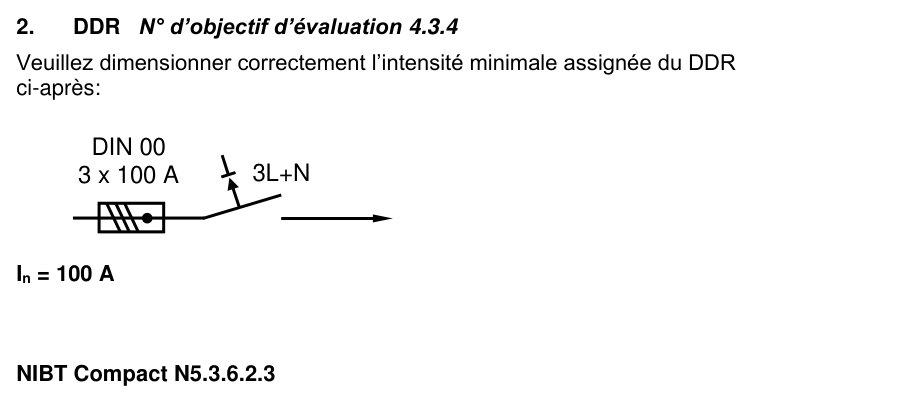 2. DDR N° d’objectif d’évaluation 4.3.4
Veuillez dimensionner correctement l’intensité minimale assignée du DDR
ci-après:
DIN 00
3 x 100 A
3L+N
Iₙ = 100 A
NIBT Compact N5.3.6.2.3